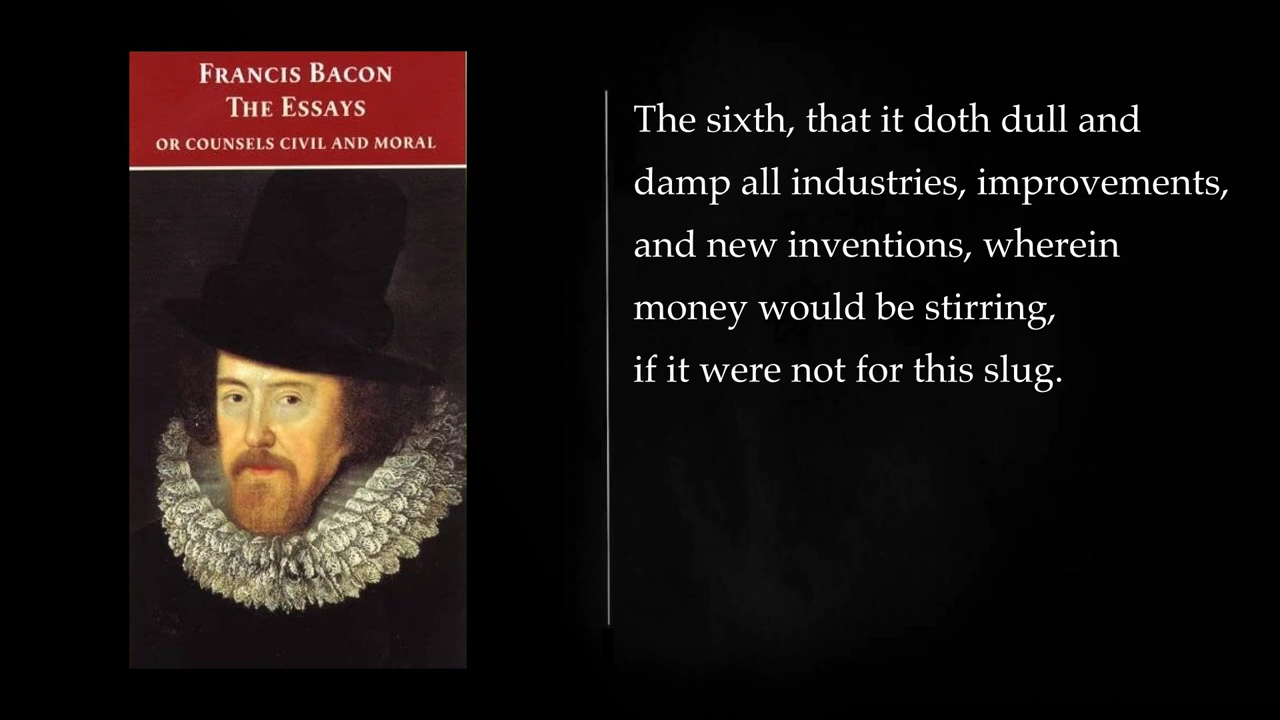 FRANCIS BACON
THE ESSAYS
OR COUNSELS CIVIL AND MORAL
The sixth, that it doth dull and
damp all industries, improvements,
and new inventions, wherein
money would be stirring,
if it were not for this slug.